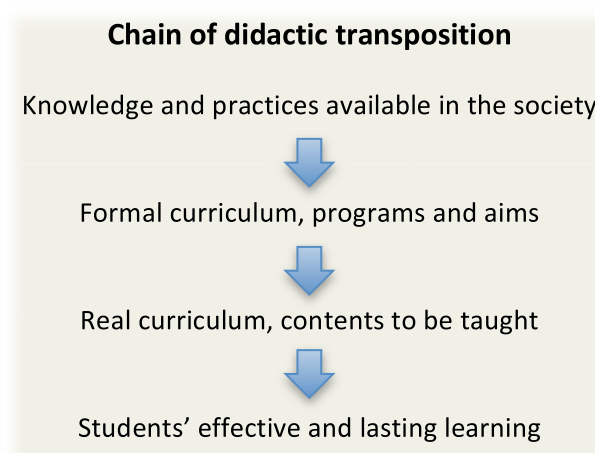 Chain of didactic transposition
Knowledge and practices available in the society
Formal curriculum, programs and aims
Real curriculum, contents to be taught
Students’ effective and lasting learning